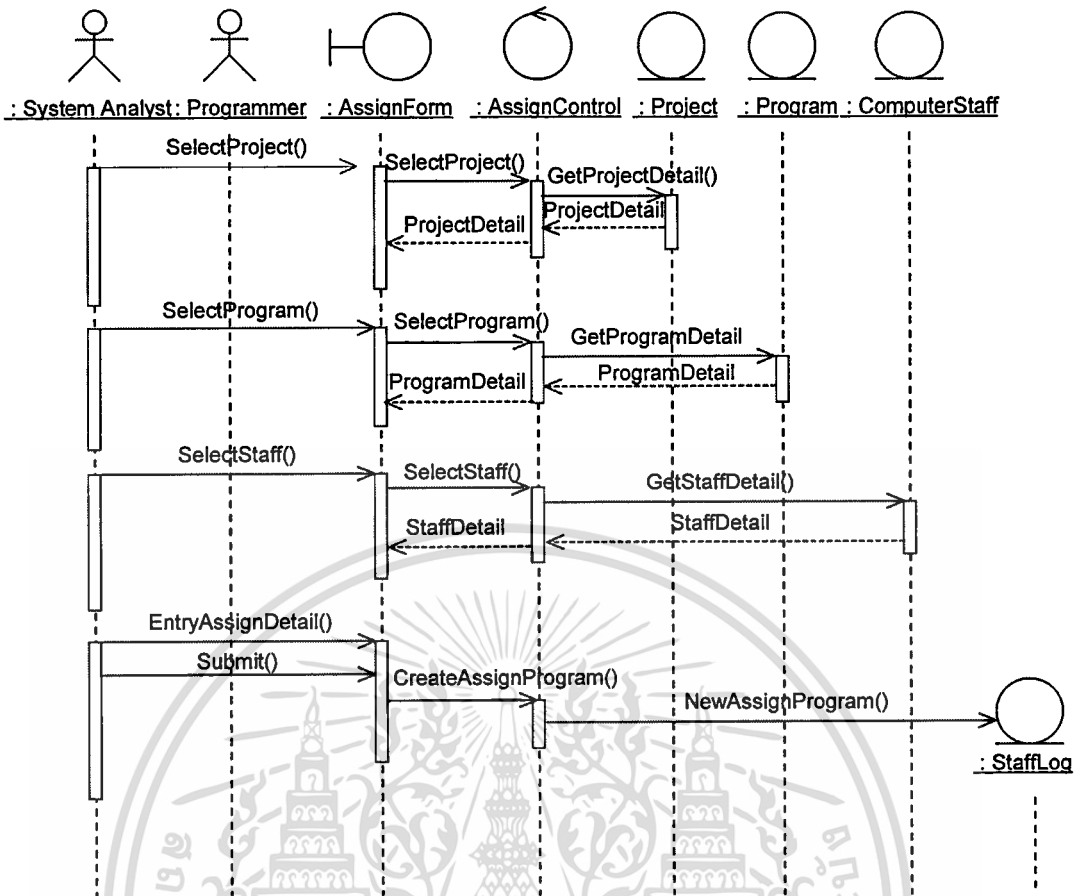 : System Analyst : Programmer : AssignForm : AssignControl : Project : Program : ComputerStaff
SelectProject()
SelectProject()
GetProjectDetail()
ProjectDetail
ProjectDetail
SelectProgram()
SelectProgram()
GetProgramDetail
ProgramDetail
ProgramDetail
SelectStaff()
SelectStaff()
GetStaffDetail()
StaffDetail
StaffDetail
EntryAssignDetail()
Submit()
CreateAssignProgram()
NewAssignProgram()
: StaffLog